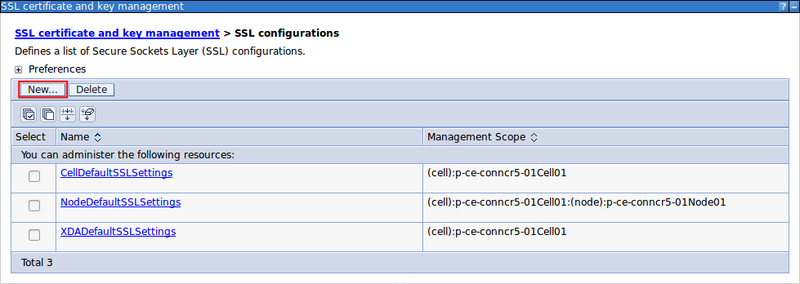 SSL certificate and key management ? –
SSL certificate and key management > SSL configurations
Defines a list of Secure Sockets Layer (SSL) configurations.
+ Preferences
New... Delete
Select Name Management Scope
You can administer the following resources:
CellDefaultSSLSettings (cell):p-ce-conncr5-01Cell01
NodeDefaultSSLSettings (cell):p-ce-conncr5-01Cell01:(node):p-ce-conncr5-01Node01
XDADefaultSSLSettings (cell):p-ce-conncr5-01Cell01
Total 3